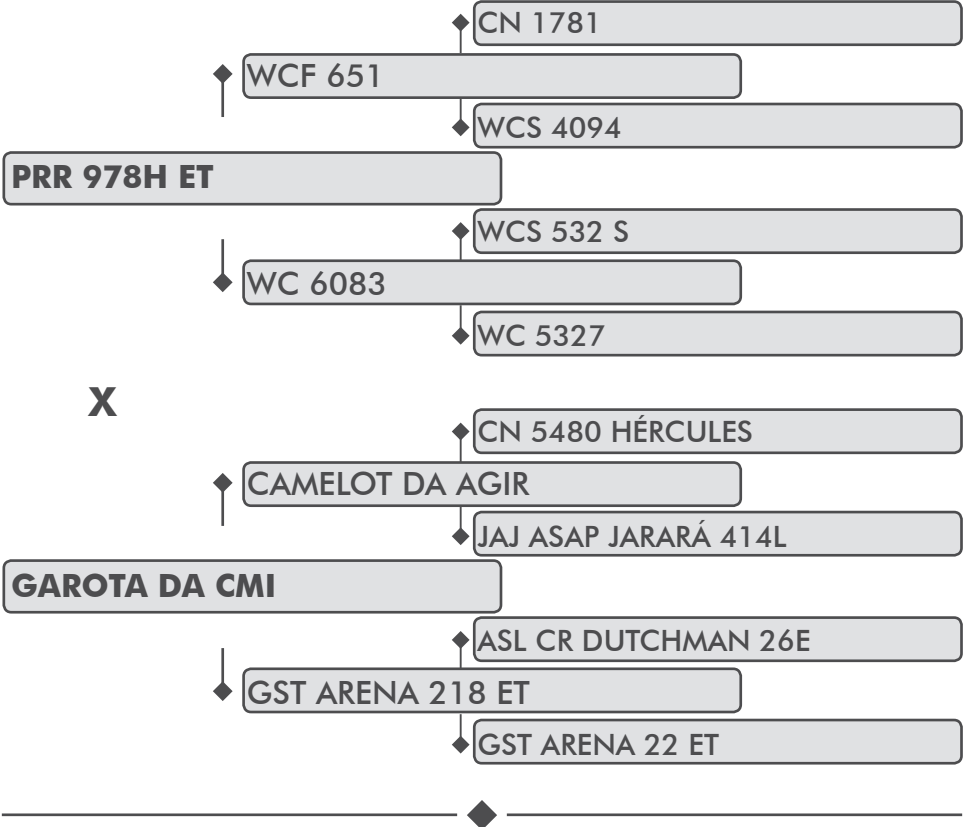 CN 1781
WCF 651
WCS 4094
PRR 978H ET
WCS 532 S
WC 6083
WC 5327
X
CN 5480 HÉRCULES
CAMELOT DA AGIR
JAJ ASAP JARARÁ 414L
GAROTA DA CMI
ASL CR DUTCHMAN 26E
GST ARENA 218 ET
GST ARENA 22 ET